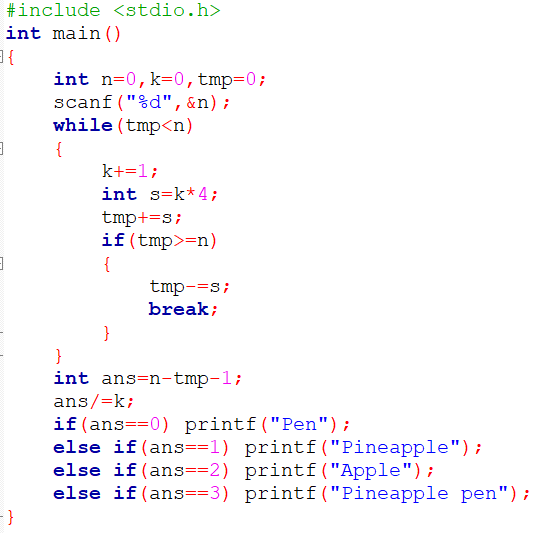 #include <stdio.h>
int main()
{
    int n=0,k=0,tmp=0;
    scanf("%d",&n);
    while(tmp<n)
    {
        k+=1;
        int s=k*4;
        tmp+=s;
        if(tmp>=n)
        {
            tmp-=s;
            break;
        }
    }
    int ans=n-tmp-1;
    ans/=k;
    if(ans==0) printf("Pen");
    else if(ans==1) printf("Pineapple");
    else if(ans==2) printf("Apple");
    else if(ans==3) printf("Pineapple pen");
}